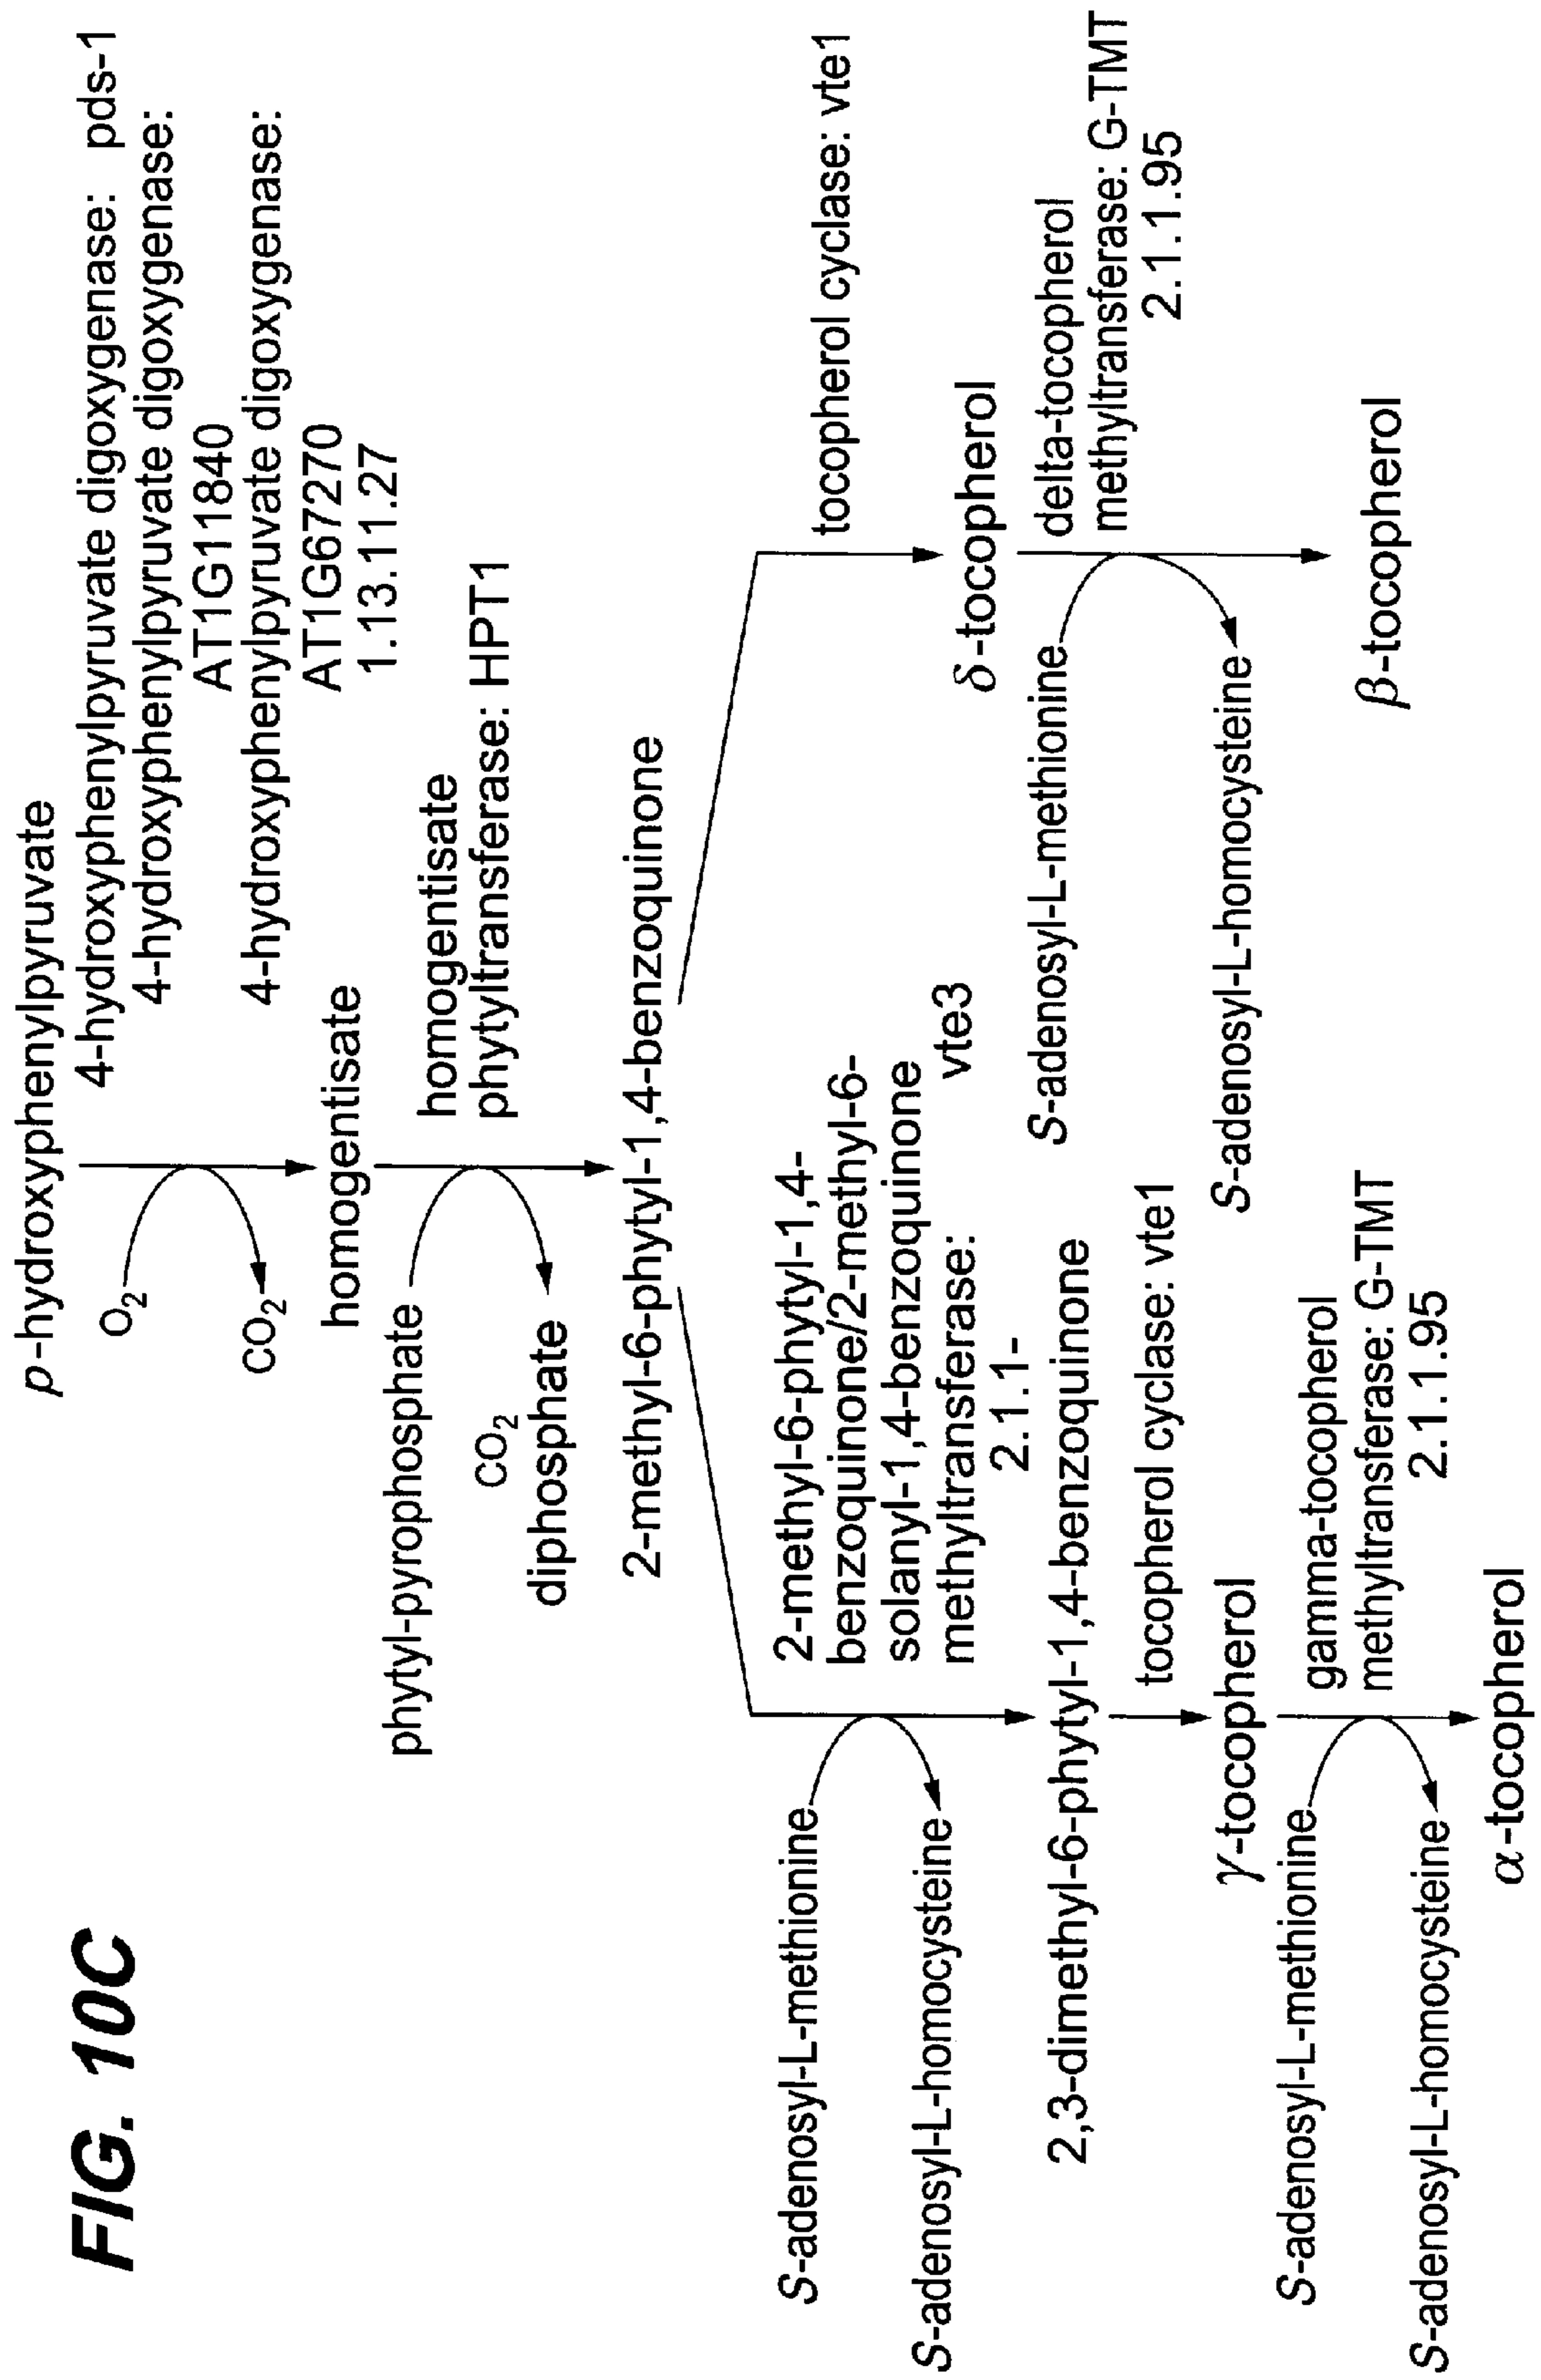 FIG. 10C
p-hydroxyphenylpyruvate
O2
CO2
4-hydroxyphenylpyruvate digoxygenase: pds-1
4-hydroxyphenylpyruvate digoxygenase:
AT1G11840
4-hydroxyphenylpyruvate digoxygenase:
AT1G67270
1.13.11.27
homogentisate
phytyl-pyrophosphate
CO2
diphosphate
homogentisate
phytyltransferase: HPT1
2-methyl-6-phytyl-1,4-benzoquinone
S-adenosyl-L-methionine
S-adenosyl-L-homocysteine
2-methyl-6-phytyl-1,4-
benzoquinone/2-methyl-6-
solanyl-1,4-benzoquinone
methyltransferase: vte3
2.1.1-
2,3-dimethyl-6-phytyl-1,4-benzoquinone
tocopherol cyclase: vte1
γ-tocopherol
S-adenosyl-L-methionine
S-adenosyl-L-homocysteine
gamma-tocopherol
methyltransferase: G-TMT
2.1.1.95
α-tocopherol
tocopherol cyclase: vte1
δ-tocopherol
S-adenosyl-L-methionine
S-adenosyl-L-homocysteine
delta-tocopherol
methyltransferase: G-TMT
2.1.1.95
β-tocopherol